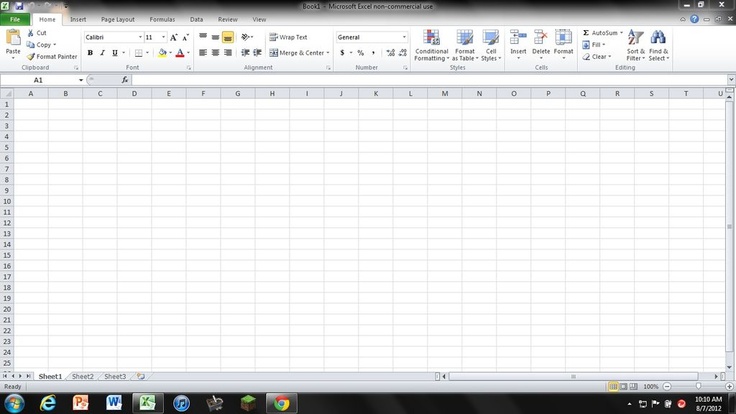 Book1 - Microsoft Excel non-commercial use
File Home Insert Page Layout Formulas Data Review View
Paste
Cut
Copy
Format Painter
Clipboard
Calibri 11
B I U
Font
Wrap Text
Merge & Center
Alignment
General
$ % ,
Number
Conditional Formatting
Format as Table
Cell Styles
Styles
Insert Delete Format
Cells
AutoSum
Fill
Clear
Sort & Filter
Find & Select
Editing
A1 fx
A B C D E F G H I J K L M N O P Q R S T U
1
2
3
4
5
6
7
8
9
10
11
12
13
14
15
16
17
18
19
20
21
22
23
24
25
Sheet1 Sheet2 Sheet3
Ready 100%
10:10 AM
8/7/2012